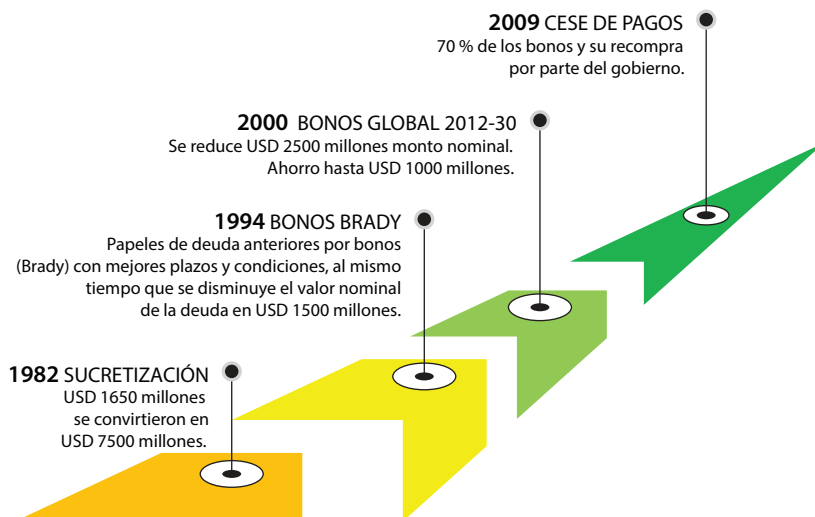 2009 CESE DE PAGOS
70 % de los bonos y su recompra
por parte del gobierno.
2000 BONOS GLOBAL 2012-30
Se reduce USD 2500 millones monto nominal.
Ahorro hasta USD 1000 millones.
1994 BONOS BRADY
Papeles de deuda anteriores por bonos
(Brady) con mejores plazos y condiciones, al mismo
tiempo que se disminuye el valor nominal
de la deuda en USD 1500 millones.
1982 SUCRETIZACIÓN
USD 1650 millones
se convirtieron en
USD 7500 millones.